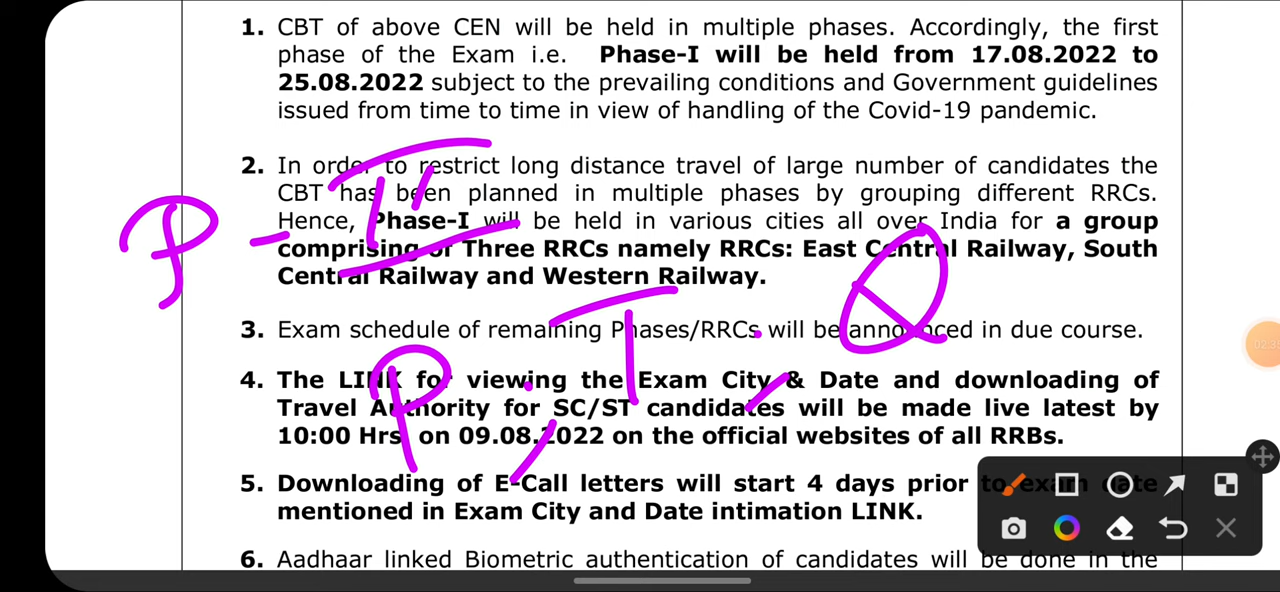 1. CBT of above CEN will be held in multiple phases. Accordingly, the first
phase of the Exam i.e. Phase-I will be held from 17.08.2022 to
25.08.2022 subject to the prevailing conditions and Government guidelines
issued from time to time in view of handling of the Covid-19 pandemic.
2. In order to restrict long distance travel of large number of candidates the
CBT has been planned in multiple phases by grouping different RRCs.
Hence, Phase-I will be held in various cities all over India for a group
P - II
comprising of Three RRCs namely RRCs: East Central Railway, South
Central Railway and Western Railway.
3. Exam schedule of remaining Phases/RRCs will be announced in due course.
P, T, Q
4. The LINK for viewing the Exam City & Date and downloading of
Travel Authority for SC/ST candidates will be made live latest by
10:00 Hrs on 09.08.2022 on the official websites of all RRBs.
5. Downloading of E-Call letters will start 4 days prior to exam date
mentioned in Exam City and Date intimation LINK.
6. Aadhaar linked Biometric authentication of candidates will be done in the